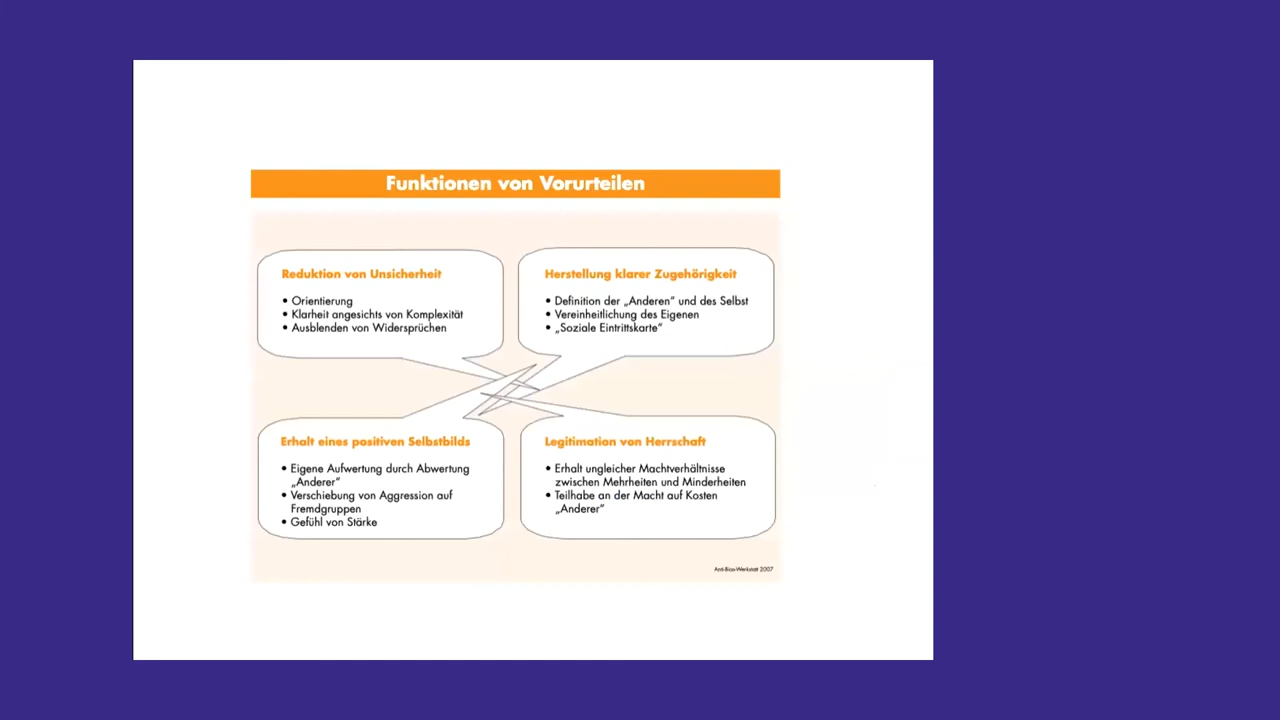 Funktionen von Vorurteilen
Reduktion von Unsicherheit
• Orientierung
• Klarheit angesichts von Komplexität
• Ausblenden von Widersprüchen
Herstellung klarer Zugehörigkeit
• Definition der „Anderen“ und des Selbst
• Vereinheitlichung des Eigenen
• „Soziale Eintrittskarte“
Erhalt eines positiven Selbstbilds
• Eigene Aufwertung durch Abwertung
„Anderer“
• Verschiebung von Aggression auf
Fremdgruppen
• Gefühl von Stärke
Legitimation von Herrschaft
• Erhalt ungleicher Machtverhältnisse
zwischen Mehrheiten und Minderheiten
• Teilhabe an der Macht auf Kosten
„Anderer“
Anti-Bias-Werkstatt 2007